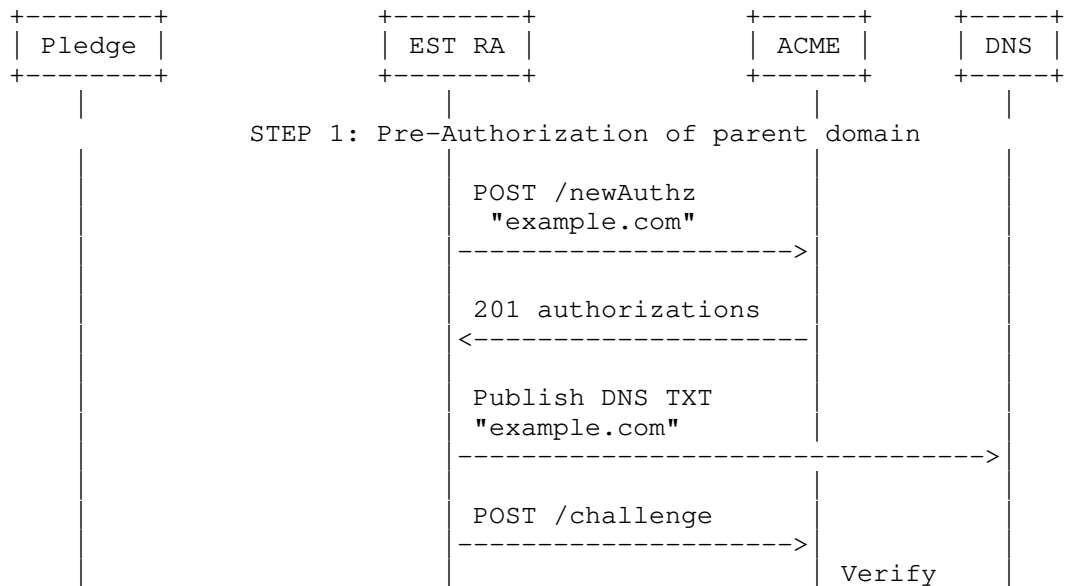 Pledge EST RA ACME DNS
STEP 1: Pre-Authorization of parent domain
POST /newAuthz
"example.com"
201 authorizations
Publish DNS TXT
"example.com"
POST /challenge
Verify